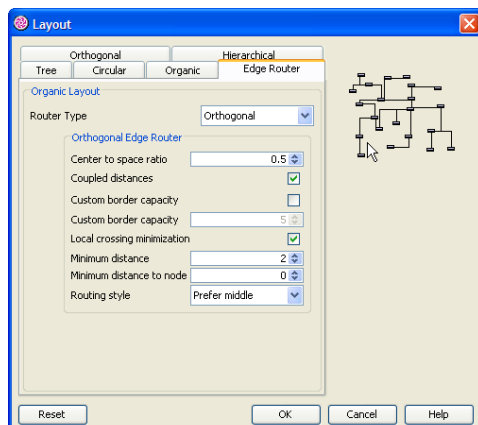 Layout
Orthogonal Hierarchical
Tree Circular Organic Edge Router
Organic Layout
Router Type Orthogonal
Orthogonal Edge Router
Center to space ratio 0.5
Coupled distances
Custom border capacity
Custom border capacity 5
Local crossing minimization
Minimum distance 2
Minimum distance to node 0
Routing style Prefer middle
Reset OK Cancel Help